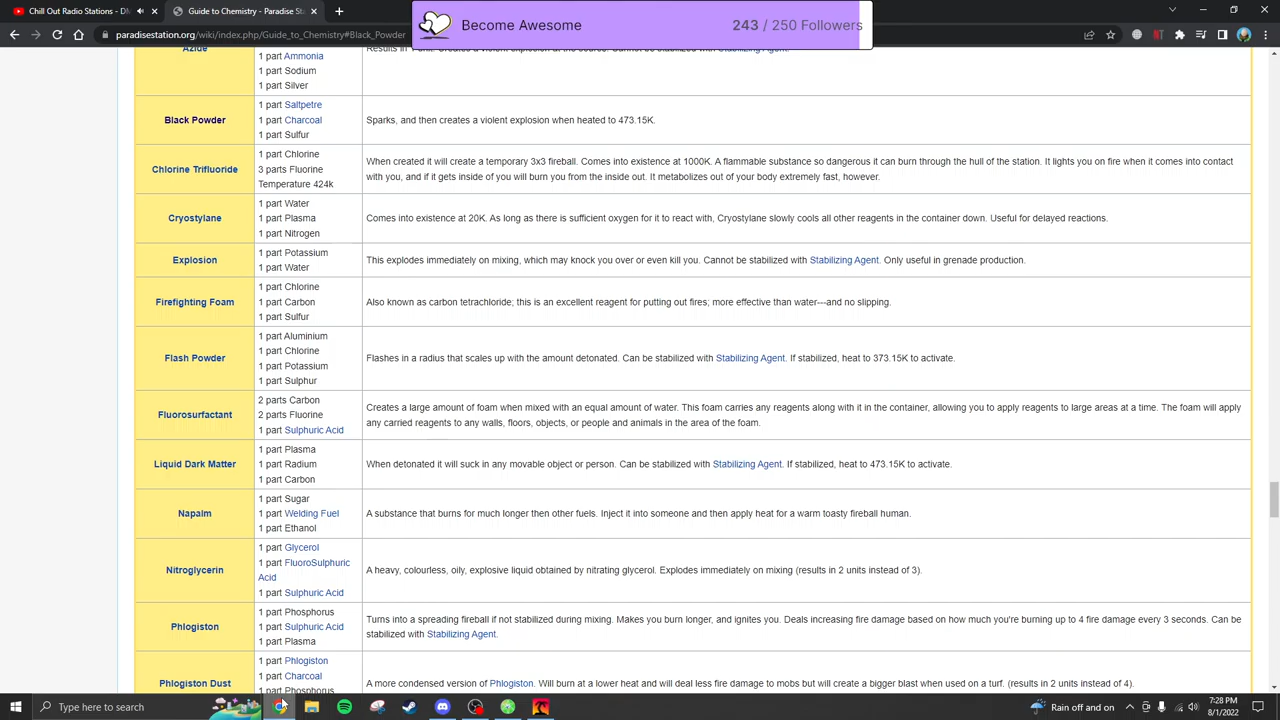 Chill Out Radio Stations - Di
Guide to Chemistry - Paradise S
Become Awesome
243 / 250 Followers
paradisestation.org/wiki/index.php/Guide_to_Chemistry#Black_Powder
Azide
1 part Ammonia
1 part Sodium
1 part Silver
Black Powder
1 part Saltpetre
1 part Charcoal
1 part Sulfur
Sparks, and then creates a violent explosion when heated to 473.15K.
Chlorine Trifluoride
1 part Chlorine
3 parts Fluorine
Temperature 424k
When created it will create a temporary 3x3 fireball. Comes into existence at 1000K. A flammable substance so dangerous it can burn through the hull of the station. It lights you on fire when it comes into contact
with you, and if it gets inside of you will burn you from the inside out. It metabolizes out of your body extremely fast, however.
Cryostylane
1 part Water
1 part Plasma
1 part Nitrogen
Comes into existence at 20K. As long as there is sufficient oxygen for it to react with, Cryostylane slowly cools all other reagents in the container down. Useful for delayed reactions.
Explosion
1 part Potassium
1 part Water
This explodes immediately on mixing, which may knock you over or even kill you. Cannot be stabilized with Stabilizing Agent. Only useful in grenade production.
Firefighting Foam
1 part Chlorine
1 part Carbon
1 part Sulfur
Also known as carbon tetrachloride; this is an excellent reagent for putting out fires; more effective than water---and no slipping.
Flash Powder
1 part Aluminium
1 part Chlorine
1 part Potassium
1 part Sulphur
Flashes in a radius that scales up with the amount detonated. Can be stabilized with Stabilizing Agent. If stabilized, heat to 373.15K to activate.
Fluorosurfactant
2 parts Carbon
2 parts Fluorine
1 part Sulphuric Acid
Creates a large amount of foam when mixed with an equal amount of water. This foam carries any reagents along with it in the container, allowing you to apply reagents to large areas at a time. The foam will apply
any carried reagents to any walls, floors, objects, or people and animals in the area of the foam.
Liquid Dark Matter
1 part Plasma
1 part Radium
1 part Carbon
When detonated it will suck in any movable object or person. Can be stabilized with Stabilizing Agent. If stabilized, heat to 473.15K to activate.
Napalm
1 part Sugar
1 part Welding Fuel
1 part Ethanol
A substance that burns for much longer then other fuels. Inject it into someone and then apply heat for a warm toasty fireball human.
Nitroglycerin
1 part Glycerol
1 part FluoroSulphuric
Acid
1 part Sulphuric Acid
A heavy, colourless, oily, explosive liquid obtained by nitrating glycerol. Explodes immediately on mixing (results in 2 units instead of 3).
Phlogiston
1 part Phosphorus
1 part Sulphuric Acid
1 part Plasma
Turns into a spreading fireball if not stabilized during mixing. Makes you burn longer, and ignites you. Deals increasing fire damage based on how much you're burning up to 4 fire damage every 3 seconds. Can be
stabilized with Stabilizing Agent.
Phlogiston Dust
1 part Phlogiston
1 part Charcoal
1 part Phosphorus
A more condensed version of Phlogiston. Will burn at a lower heat and will deal less fire damage to mobs but will create a bigger blast when used on a turf. (results in 2 units instead of 4).
Type here to search
Rain off and on
7:28 PM
8/1/2022